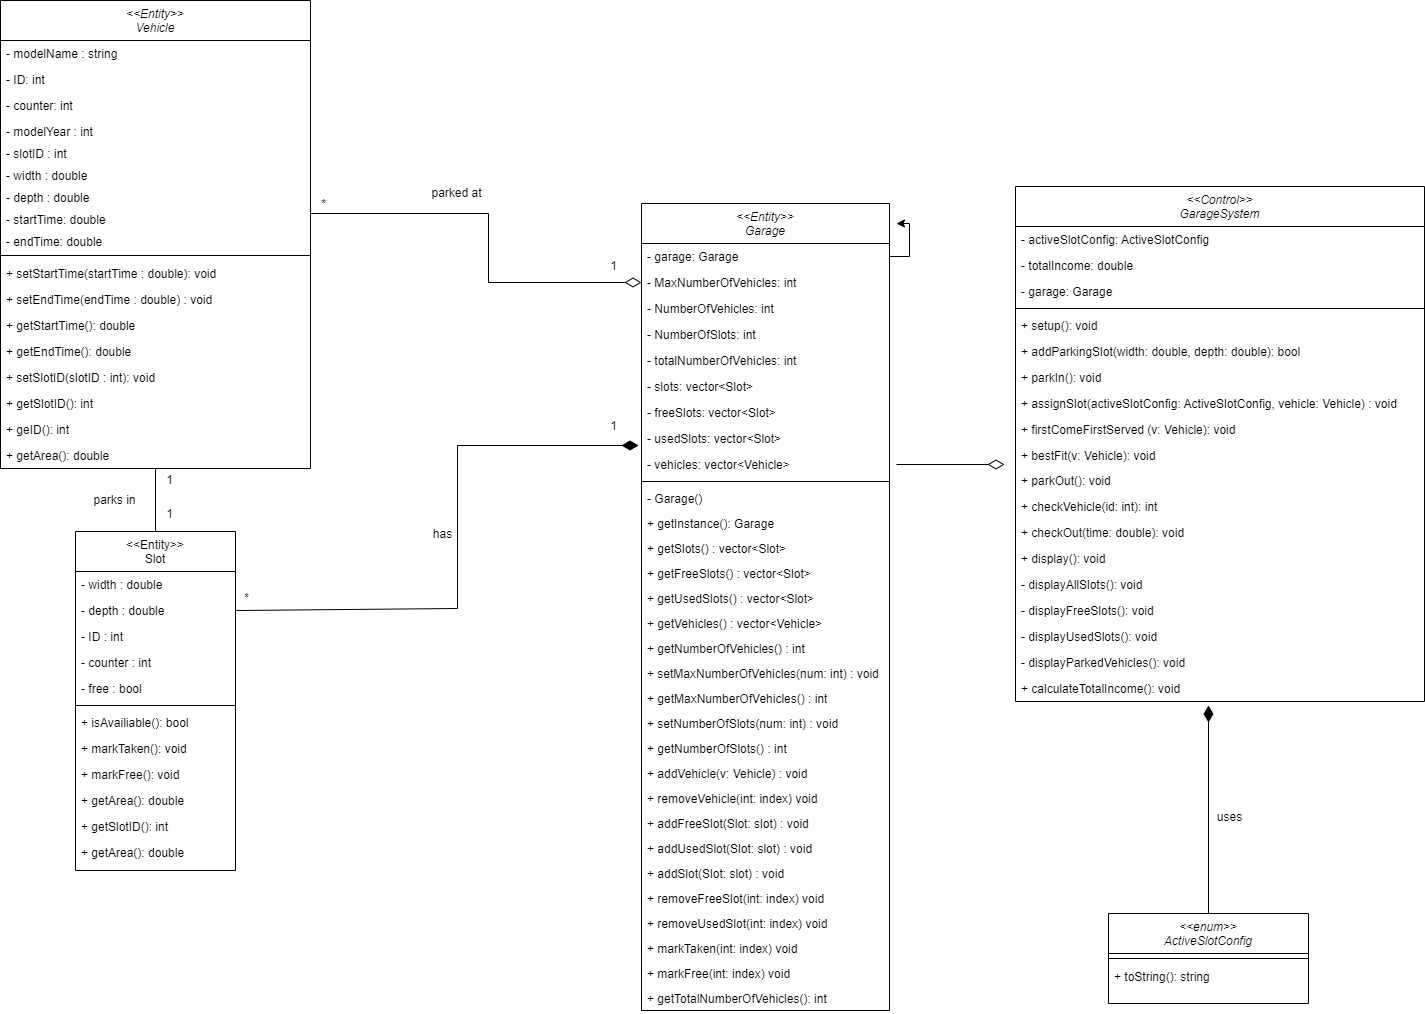 <<Entity>>
Vehicle
- modelName : string
- ID: int
- counter: int
- modelYear : int
- slotID : int
- width : double
- depth : double
- startTime: double
- endTime: double
+ setStartTime(startTime : double): void
+ setEndTime(endTime : double) : void
+ getStartTime(): double
+ getEndTime(): double
+ setSlotID(slotID : int): void
+ getSlotID(): int
+ geID(): int
+ getArea(): double
1
parks in
1
<<Entity>>
Slot
- width : double
- depth : double
- ID : int
- counter : int
- free : bool
+ isAvailiable(): bool
+ markTaken(): void
+ markFree(): void
+ getArea(): double
+ getSlotID(): int
+ getArea(): double
*
parked at
1
1
has
*
<<Entity>>
Garage
- garage: Garage
- MaxNumberOfVehicles: int
- NumberOfVehicles: int
- NumberOfSlots: int
- totalNumberOfVehicles: int
- slots: vector<Slot>
- freeSlots: vector<Slot>
- usedSlots: vector<Slot>
- vehicles: vector<Vehicle>
- Garage()
+ getInstance(): Garage
+ getSlots() : vector<Slot>
+ getFreeSlots() : vector<Slot>
+ getUsedSlots() : vector<Slot>
+ getVehicles() : vector<Vehicle>
+ getNumberOfVehicles() : int
+ setMaxNumberOfVehicles(num: int) : void
+ getMaxNumberOfVehicles() : int
+ setNumberOfSlots(num: int) : void
+ getNumberOfSlots() : int
+ addVehicle(v: Vehicle) : void
+ removeVehicle(int: index) void
+ addFreeSlot(Slot: slot) : void
+ addUsedSlot(Slot: slot) : void
+ addSlot(Slot: slot) : void
+ removeFreeSlot(int: index) void
+ removeUsedSlot(int: index) void
+ markTaken(int: index) void
+ markFree(int: index) void
+ getTotalNumberOfVehicles(): int
<<Control>>
GarageSystem
- activeSlotConfig: ActiveSlotConfig
- totalIncome: double
- garage: Garage
+ setup(): void
+ addParkingSlot(width: double, depth: double): bool
+ parkIn(): void
+ assignSlot(activeSlotConfig: ActiveSlotConfig, vehicle: Vehicle) : void
+ firstComeFirstServed (v: Vehicle): void
+ bestFit(v: Vehicle): void
+ parkOut(): void
+ checkVehicle(id: int): int
+ checkOut(time: double): void
+ display(): void
- displayAllSlots(): void
- displayFreeSlots(): void
- displayUsedSlots(): void
- displayParkedVehicles(): void
+ calculateTotalIncome(): void
uses
<<enum>>
ActiveSlotConfig
+ toString(): string